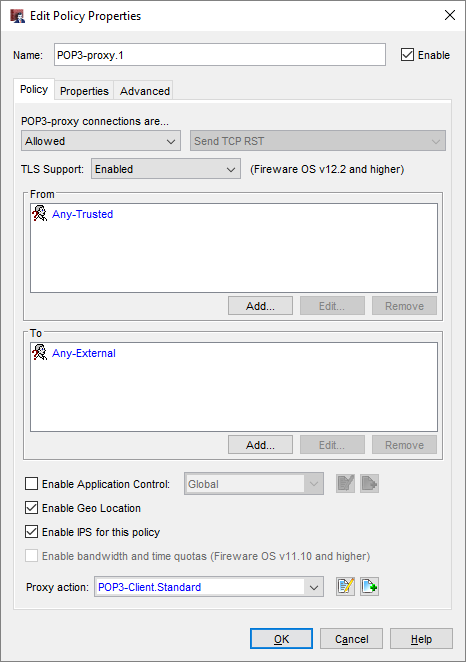 Edit Policy Properties
Name: POP3-proxy.1 Enable
Policy Properties Advanced
POP3-proxy connections are...
Allowed Send TCP RST
TLS Support: Enabled (Fireware OS v12.2 and higher)
From
Any-Trusted
Add... Edit... Remove
To
Any-External
Add... Edit... Remove
Enable Application Control: Global
Enable Geo Location
Enable IPS for this policy
Enable bandwidth and time quotas (Fireware OS v11.10 and higher)
Proxy action: POP3-Client.Standard
OK Cancel Help